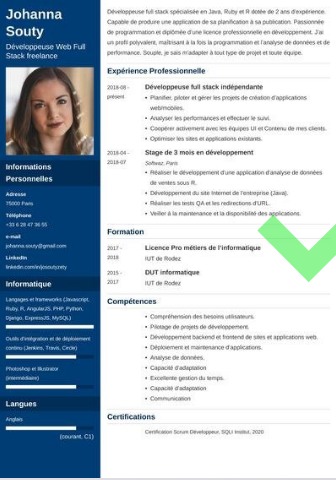 Johanna
Souty
Développeuse Web Full
Stack freelance
Informations
Personnelles
Adresse
75000 Paris
Téléphone
+33 6 28 47 36 55
e-mail
johanna.souty@gmail.com
LinkedIn
linkedin.com/in/josoutyrety
Informatique
Langages et frameworks (Javascript,
Ruby, R, AngularJS, PHP, Python,
Django, ExpressJS, MySQL)
Outils d'intégration et de déploiement
continu (Jenkins, Travis, Circle)
Photoshop et Illustrator
(intermédiaire)
Langues
Anglais
(courant, C1)
Développeuse full stack spécialisée en Java, Ruby et R dotée de 2 ans d'expérience.
Capable de produire une application de sa planification à sa publication. Passionnée
de programmation et diplômée d'une licence professionnelle en développement. J'ai
un profil polyvalent, maîtrisant à la fois la programmation et l'analyse de données et de
performance. Souple, je sais m'adapter à tout type de projet et toute équipe.
Expérience Professionnelle
2018-08 -
présent
Développeuse full stack indépendante
• Planifier, piloter et gérer les projets de création d'applications
web/mobiles.
• Analyser les performances et effectuer le suivi.
• Coopérer activement avec les équipes UI et Contenu de mes clients.
• Optimiser les sites et applications existants.
2018-04 -
2018-07
Stage de 3 mois en développement
Softwaz, Paris
• Réaliser le développement d'une application d'analyse de données
de ventes sous R.
• Développement du site Internet de l'entreprise (Java).
• Réaliser les tests QA et les redirections d'URL.
• Veiller à la maintenance et la disponibilité des applications.
Formation
2017 -
2018
Licence Pro métiers de l'informatique
IUT de Rodez
2015 -
2017
DUT informatique
IUT de Rodez
Compétences
• Compréhension des besoins utilisateurs.
• Pilotage de projets de développement.
• Développement backend et frontend de sites et applications web.
• Déploiement et maintenance d'applications.
• Analyse de données.
• Capacité d'adaptation
• Excellente gestion du temps.
• Capacité d'adaptation
• Communication
Certifications
Certification Scrum Développeur, SQLI Institut, 2020